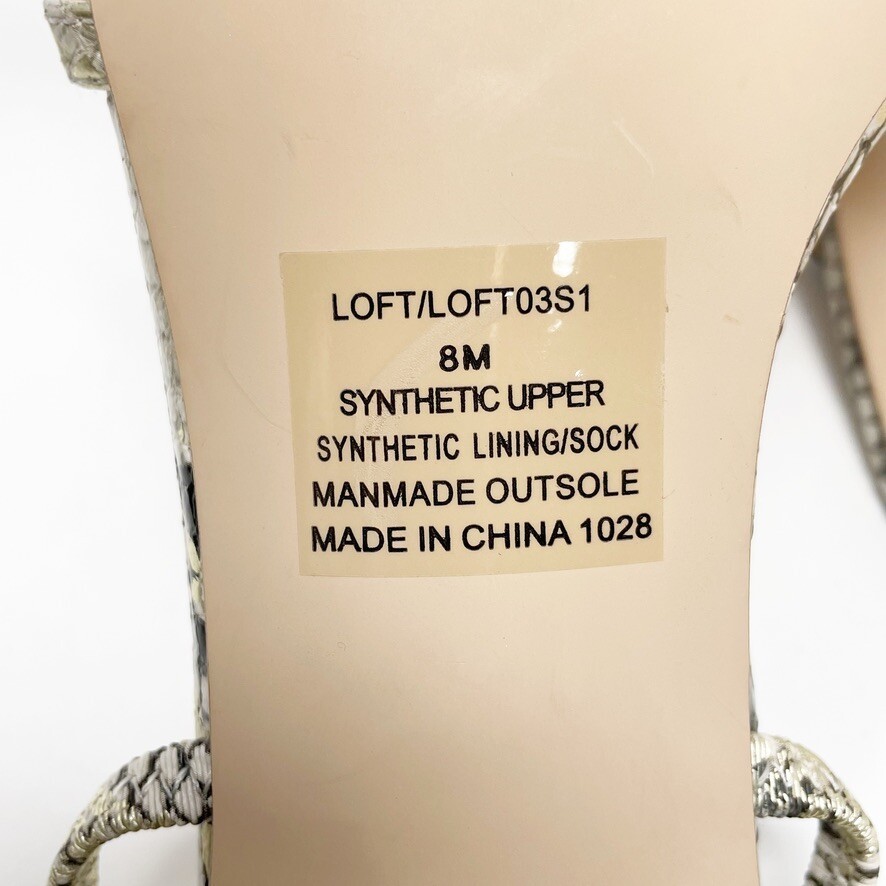 LOFT/LOFT03S1
8M
SYNTHETIC UPPER
SYNTHETIC LINING/SOCK
MANMADE OUTSOLE
MADE IN CHINA 1028